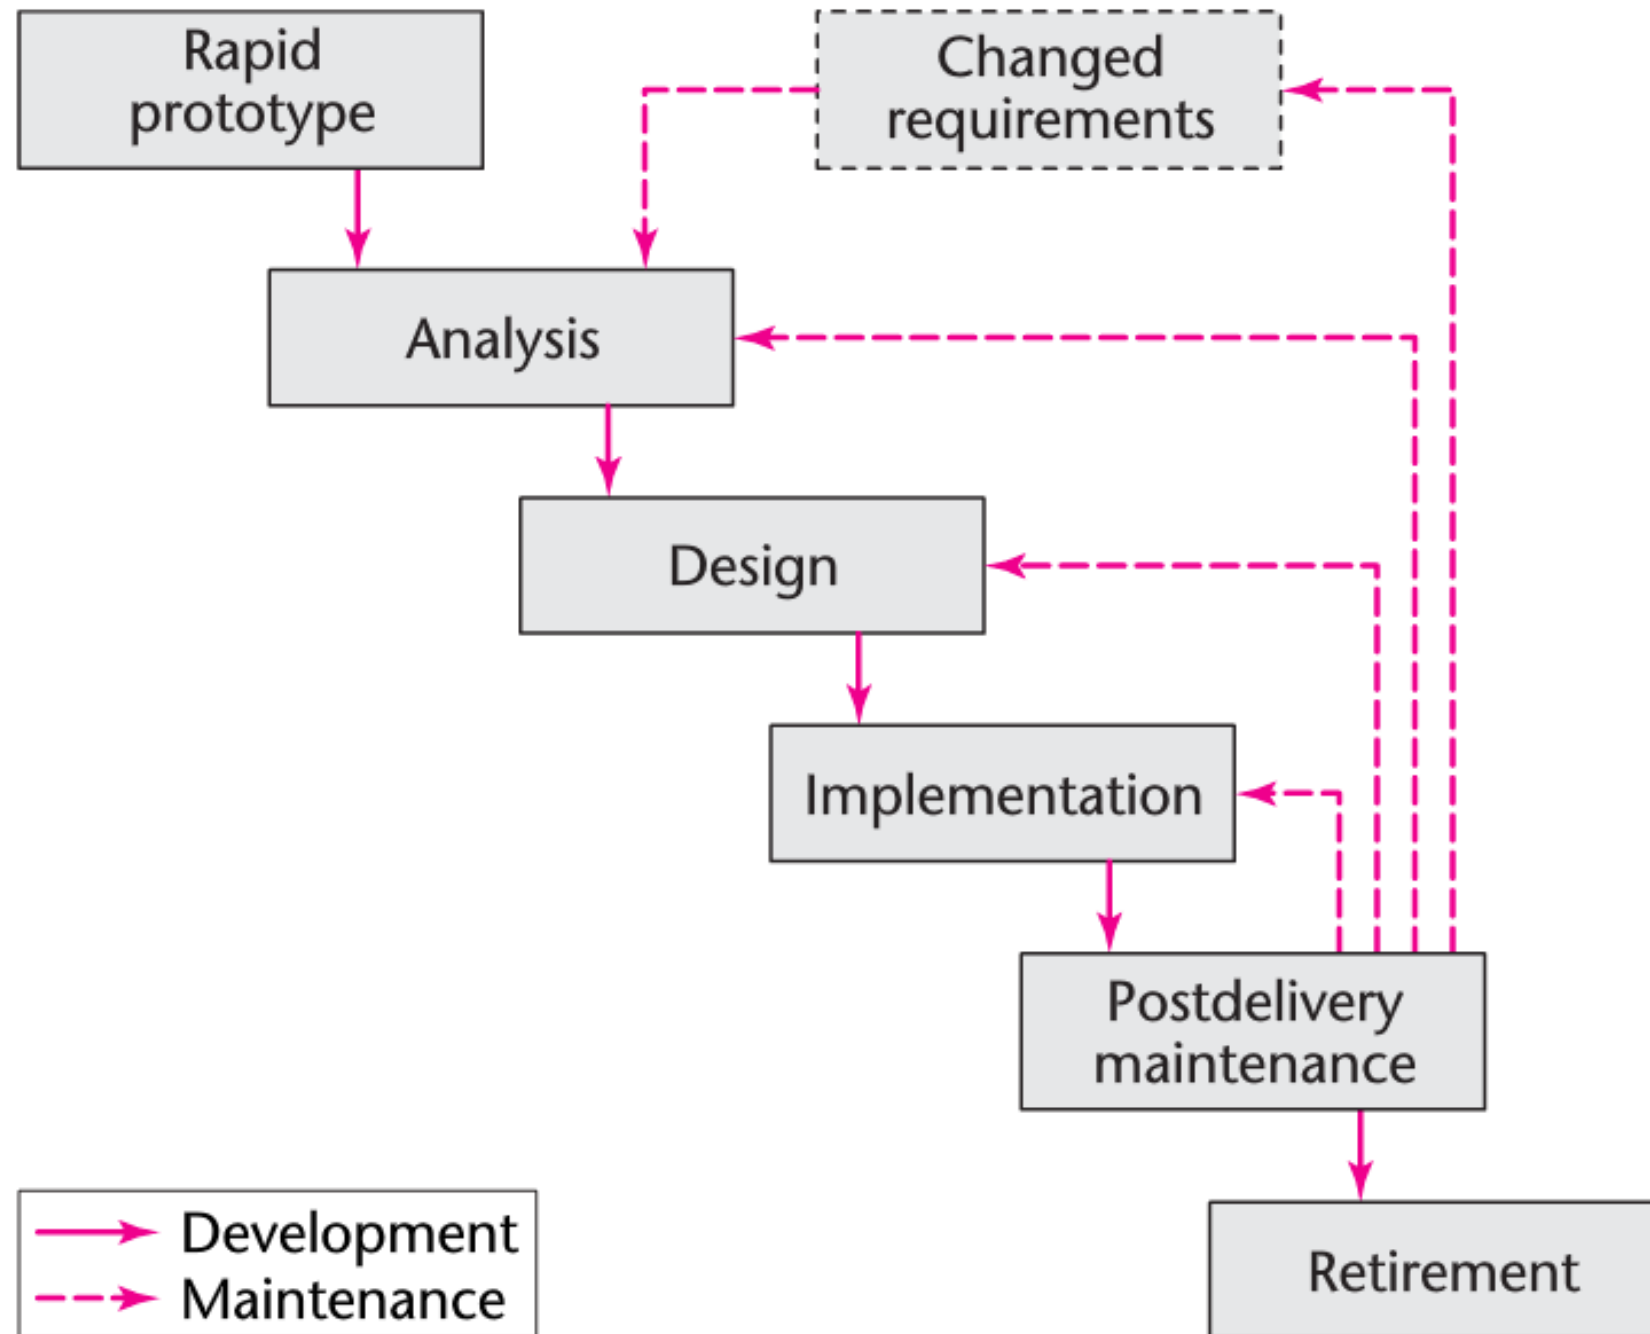 Rapid
prototype
Changed
requirements
Analysis
Design
Implementation
Postdelivery
maintenance
Retirement
Development
Maintenance